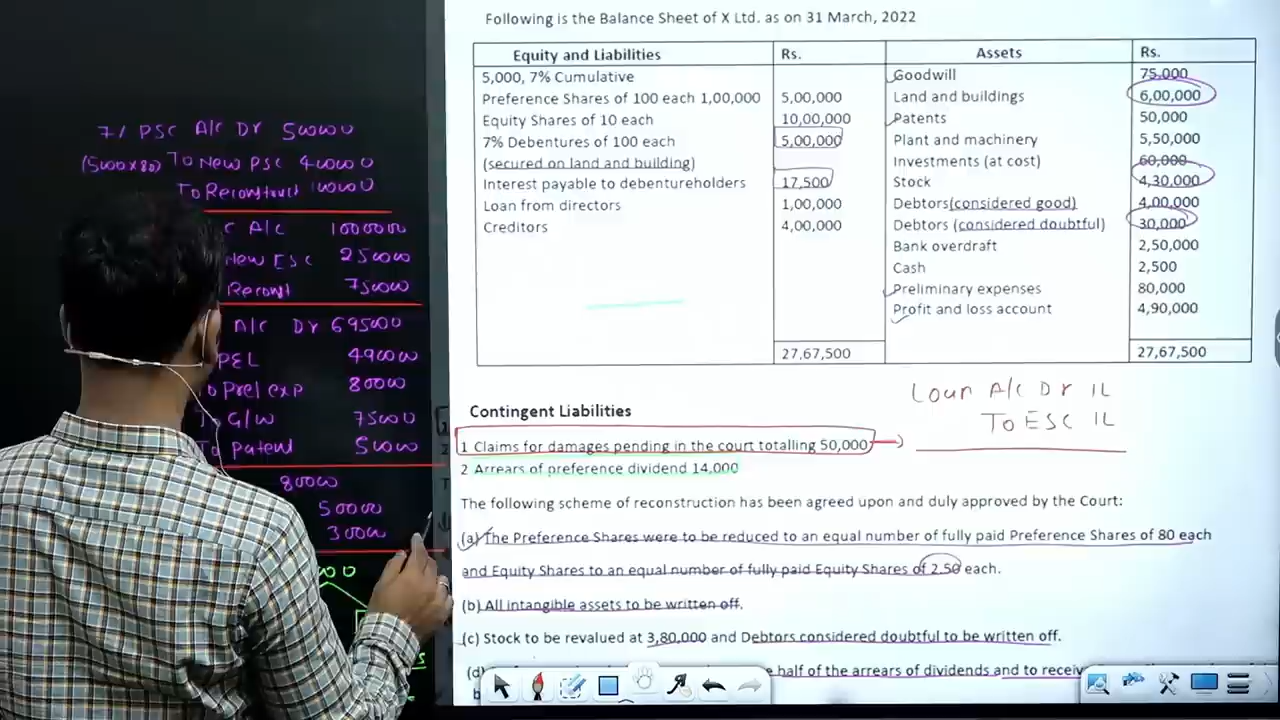 Following is the Balance Sheet of X Ltd. as on 31 March, 2022
Equity and Liabilities Rs. Assets Rs.
5,000, 7% Cumulative Goodwill 75,000
Preference Shares of 100 each 1,00,000 5,00,000 Land and buildings 6,00,000
Equity Shares of 10 each 10,00,000 Patents 50,000
7% Debentures of 100 each 5,00,000 Plant and machinery 5,50,000
(secured on land and building) Investments (at cost) 60,000
Interest payable to debentureholders 17,500 Stock 4,30,000
Loan from directors 1,00,000 Debtors (considered good) 4,00,000
Creditors 4,00,000 Debtors (considered doubtful) 30,000
Bank overdraft 2,50,000
Cash 2,500
Preliminary expenses 80,000
Profit and loss account 4,90,000
27,67,500 27,67,500
Loan A/c Dr 1L
To ESC 1L
Contingent Liabilities
1 Claims for damages pending in the court totalling 50,000
2 Arrears of preference dividend 14,000
The following scheme of reconstruction has been agreed upon and duly approved by the Court:
(a) The Preference Shares were to be reduced to an equal number of fully paid Preference Shares of 80 each
and Equity Shares to an equal number of fully paid Equity Shares of 2.50 each.
(b) All intangible assets to be written off.
(c) Stock to be revalued at 3,80,000 and Debtors considered doubtful to be written off.
(d) half of the arrears of dividends and to receiv
7% PSC A/C Dr 500000
(5000x80) To New PSC 400000
To Reconstruct 100000
C A/C 1000000
New ESC 250000
Reconst 750000
A/C Dr 695000
P&L 490000
To Prel exp 80000
To G/w 75000
To Patent 50000
80000
50000
30000